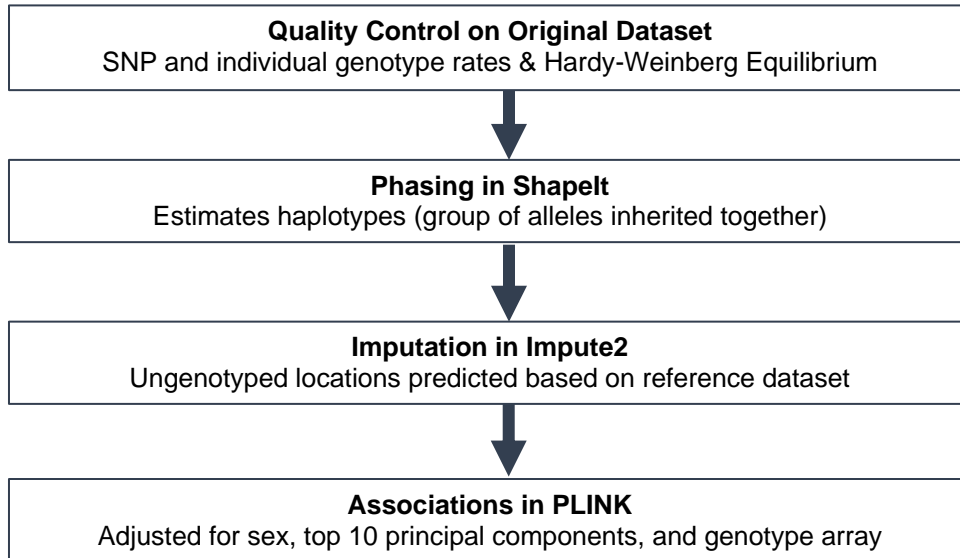 Quality Control on Original Dataset
SNP and individual genotype rates & Hardy-Weinberg Equilibrium
Phasing in ShapeIt
Estimates haplotypes (group of alleles inherited together)
Imputation in Impute2
Ungenotyped locations predicted based on reference dataset
Associations in PLINK
Adjusted for sex, top 10 principal components, and genotype array